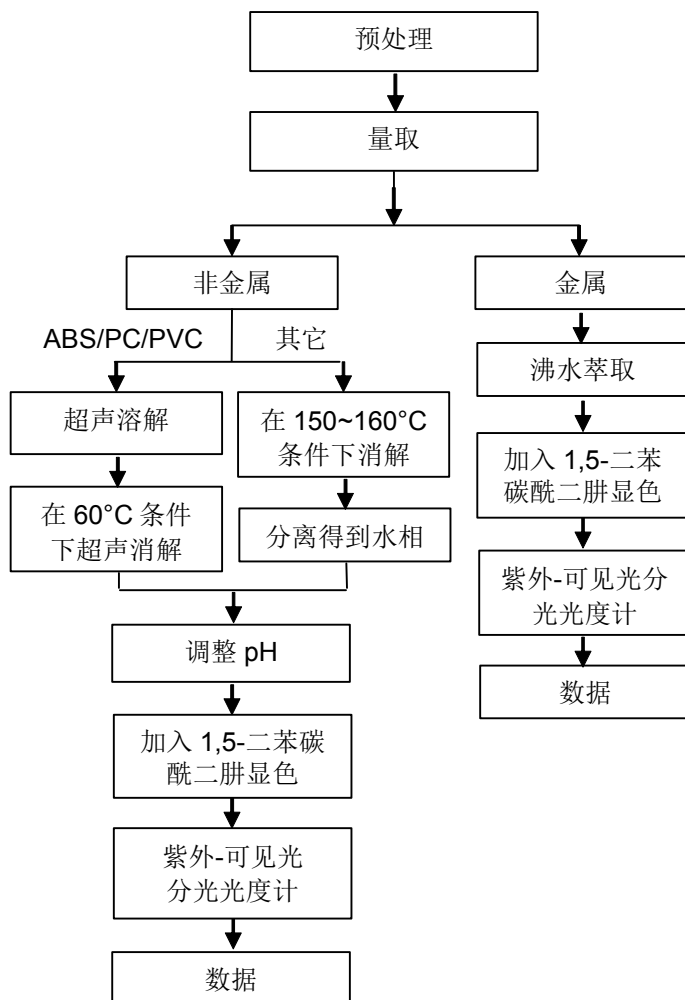 预处理
量取
非金属
金属
ABS/PC/PVC
其它
超声溶解
在 60°C 条件
下超声消解
在 150~160°C
条件下消解
分离得到水相
调整 pH
加入 1,5-二苯碳
酰二肼显色
紫外-可见光
分光光度计
数据
沸水萃取
加入 1,5-二苯
碳酰二肼显色
紫外-可见光分
光光度计
数据